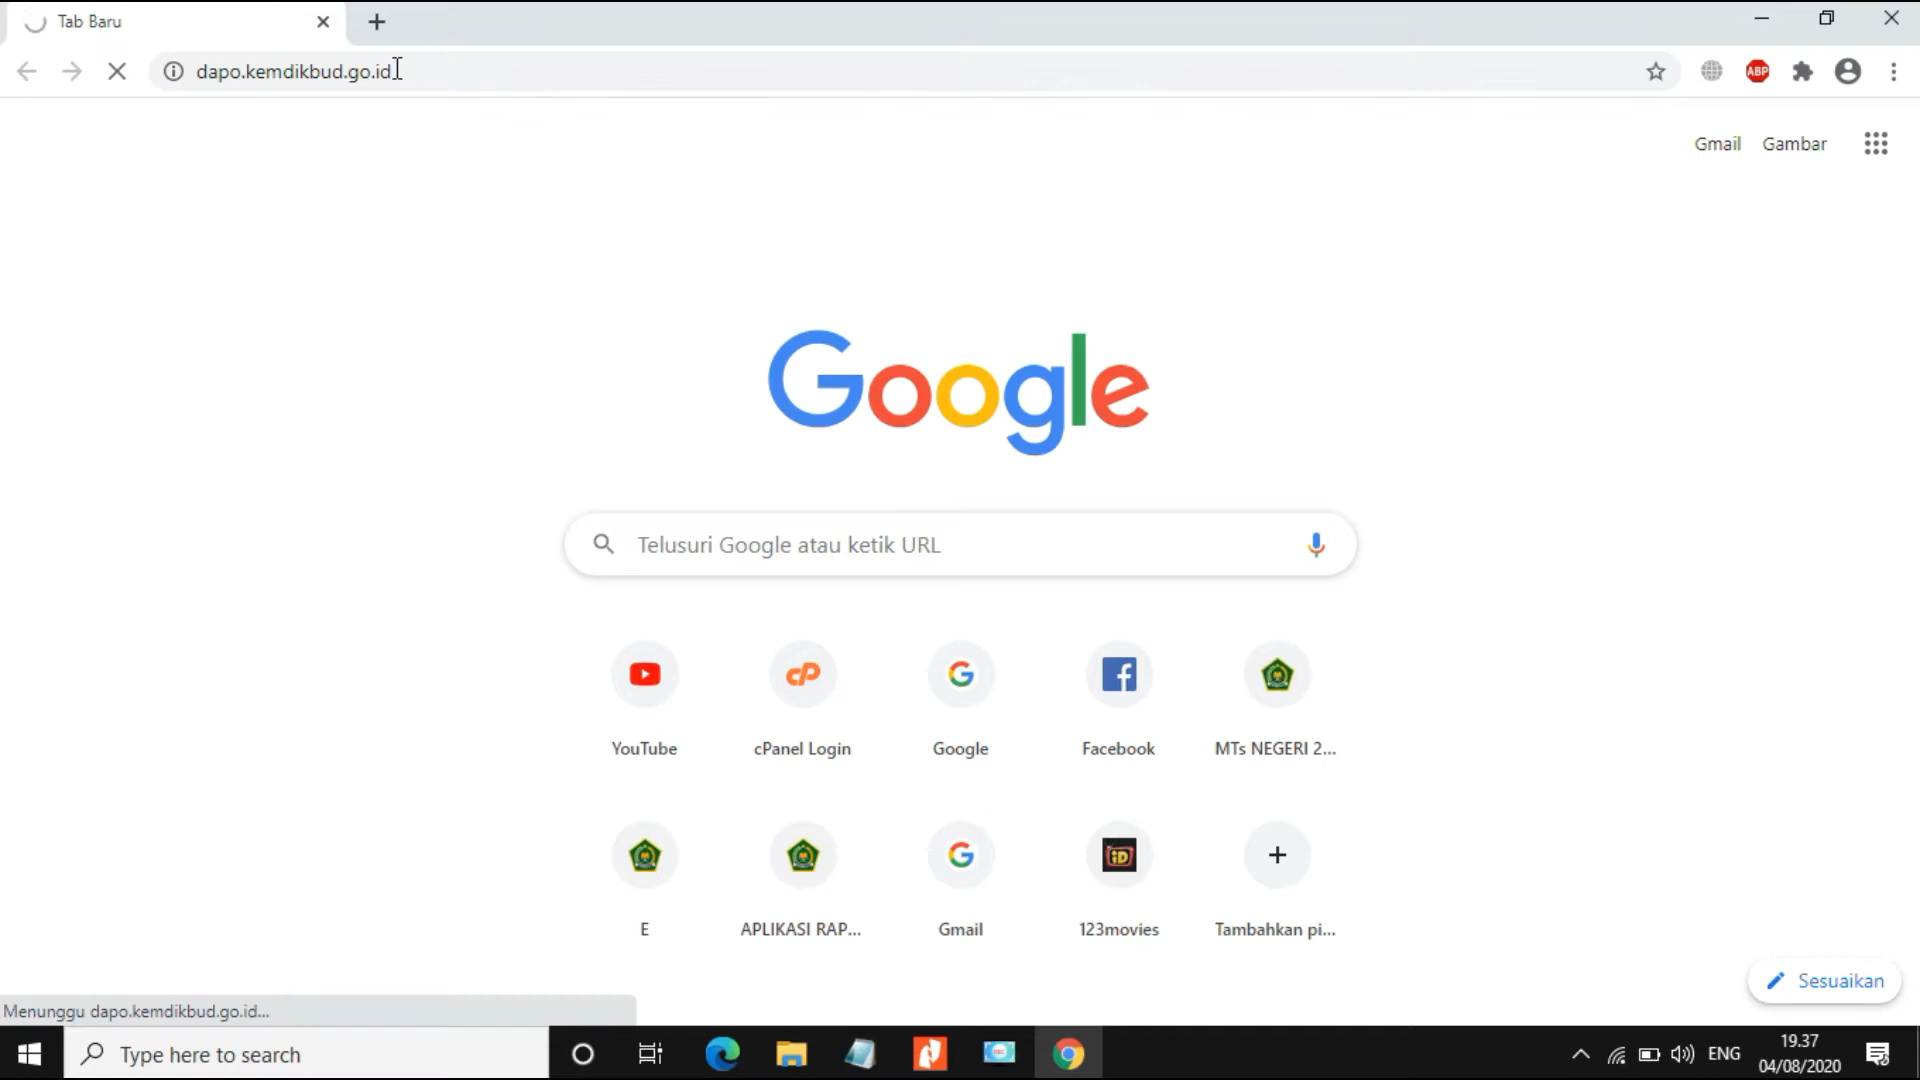 Tab Baru
dapo.kemdikbud.go.id
ABP
Gmail Gambar
Google
Telusuri Google atau ketik URL
YouTube cPanel Login Google Facebook MTs NEGERI 2...
E APLIKASI RAP... Gmail 123movies Tambahkan pi...
Sesuaikan
Menunggu dapo.kemdikbud.go.id...
Type here to search
ENG
19.37
04/08/2020